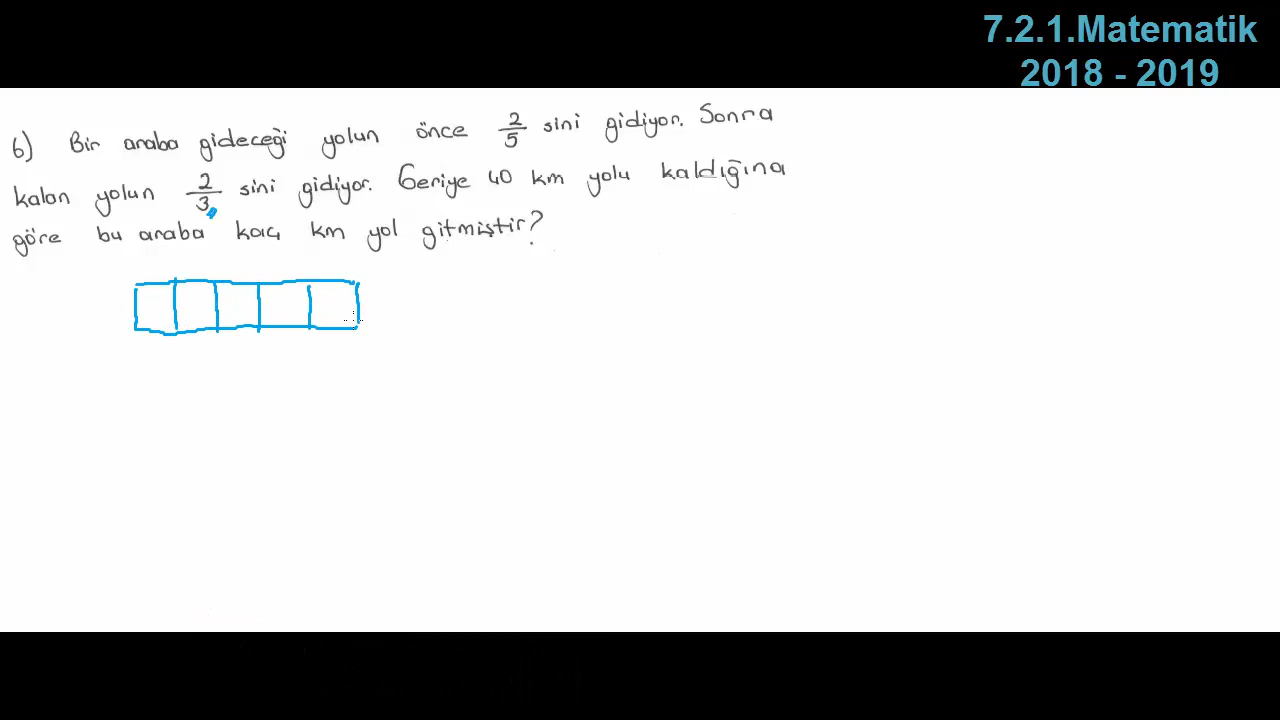 7.2.1.Matematik
2018 - 2019
6) Bir araba gideceği yolun önce 2/5 sini gidiyor. Sonra
kalan yolun 2/3 sini gidiyor. Geriye 40 km yolu kaldığına
göre bu araba kaç km yol gitmiştir?